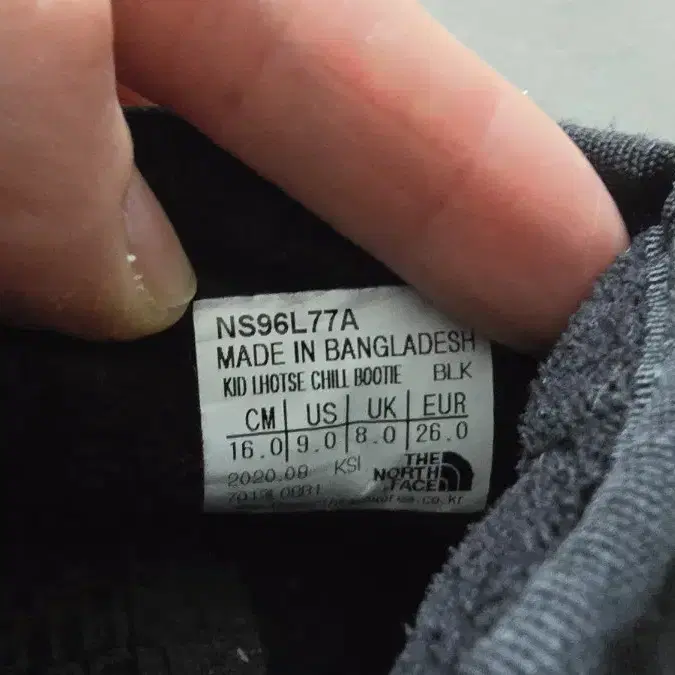 NS96L77A
MADE IN BANGLADESH
KID LHOTSE CHILL BOOTIE BLK
CM US UK EUR
16.0 9.0 8.0 26.0
2020.08 KSI
THE
NORTH
FACE